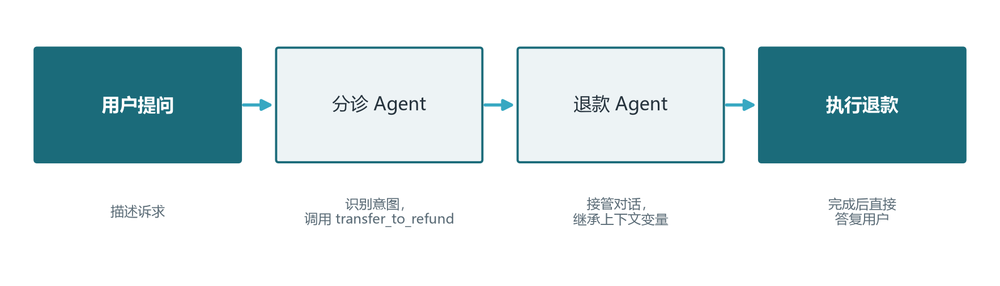 用户提问
分诊 Agent
退款 Agent
执行退款
描述诉求
识别意图，
调用 transfer_to_refund
接管对话，
继承上下文变量
完成后直接
答复用户